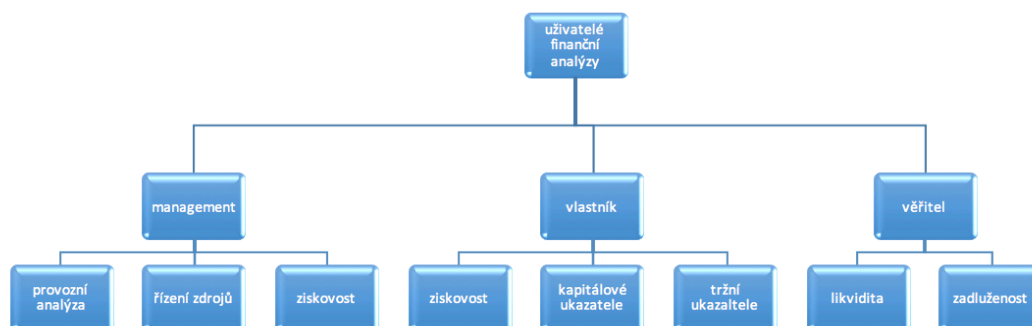 uživatelé
finanční
analýzy
management
vlastník
věřitel
provozní
analýza
řízení zdrojů
ziskovost
ziskovost
kapitálové
ukazatele
tržní
ukazaltele
likvidita
zadluženost